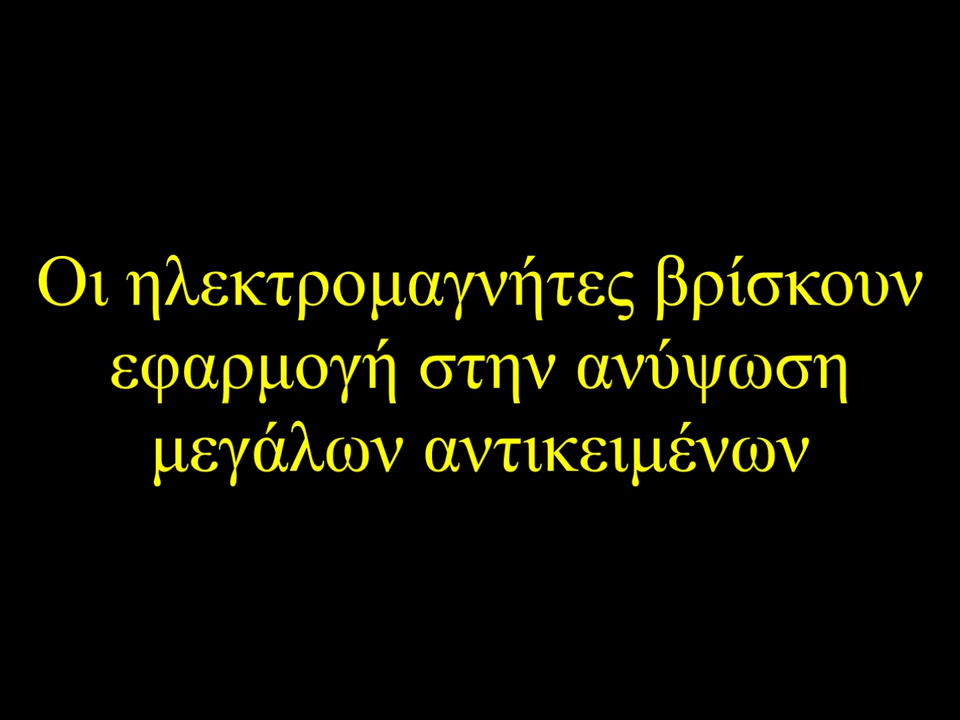 Οι ηλεκτρομαγνήτες βρίσκουν
εφαρμογή στην ανύψωση
μεγάλων αντικειμένων